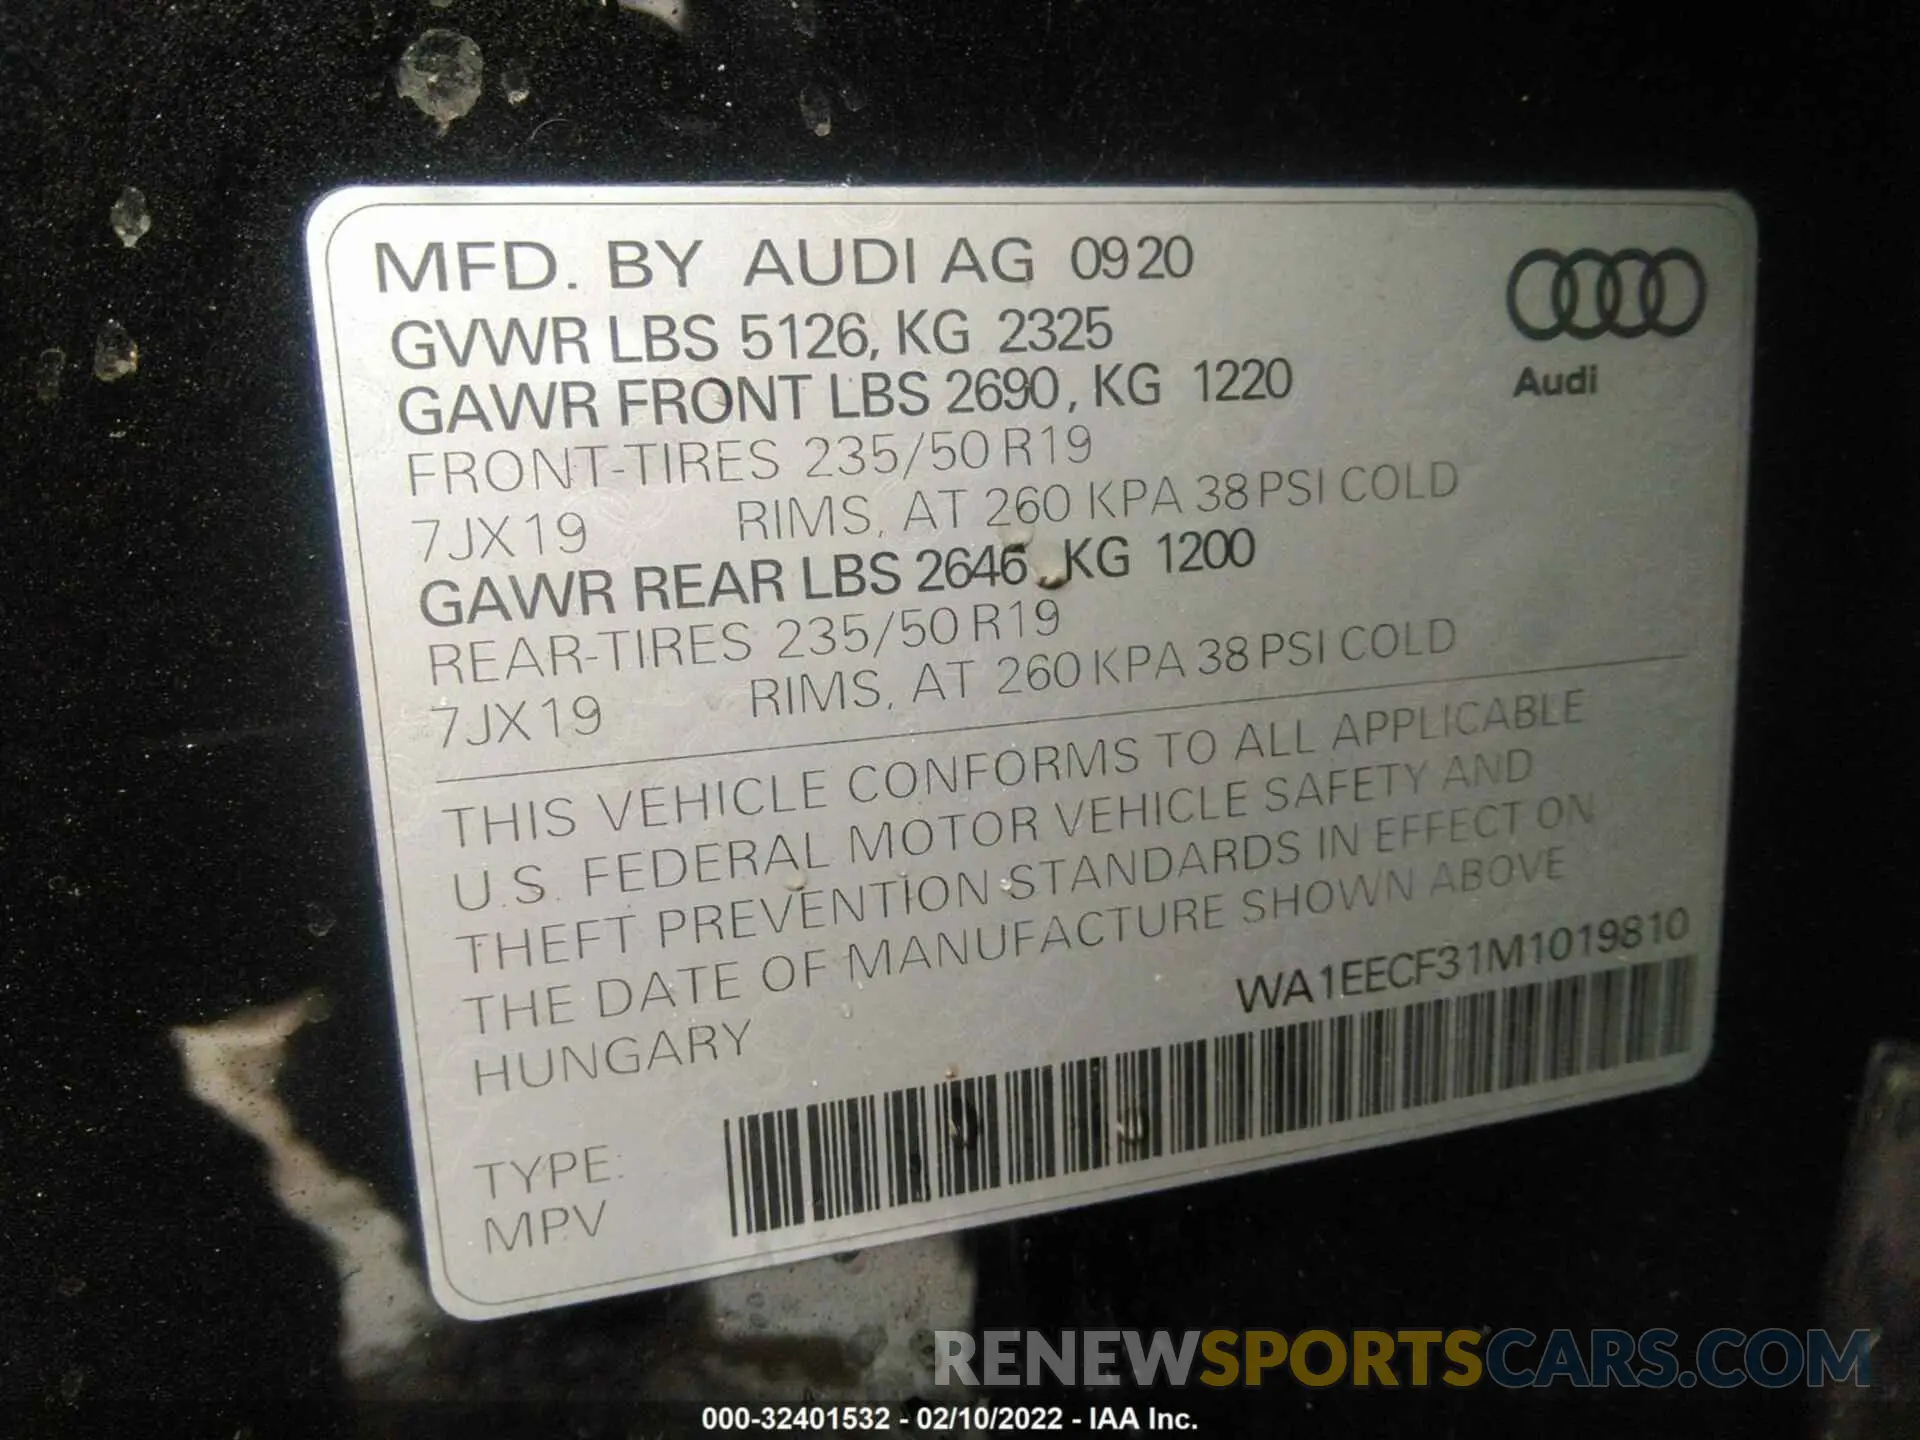 MFD. BY AUDI AG 0920
GVWR LBS 5126, KG 2325
GAWR FRONT LBS 2690, KG 1220
FRONT-TIRES 235/50 R19
7JX19 RIMS, AT 260 KPA 38 PSI COLD
GAWR REAR LBS 2646, KG 1200
REAR-TIRES 235/50 R19
7JX19 RIMS, AT 260 KPA 38 PSI COLD
Audi
THIS VEHICLE CONFORMS TO ALL APPLICABLE
U.S. FEDERAL MOTOR VEHICLE SAFETY AND
THEFT PREVENTION STANDARDS IN EFFECT ON
THE DATE OF MANUFACTURE SHOWN ABOVE
HUNGARY
WA1EECF31M1019810
TYPE:
MPV
RENEWSPORTSCARS.COM
000-32401532 - 02/10/2022 - IAA Inc.